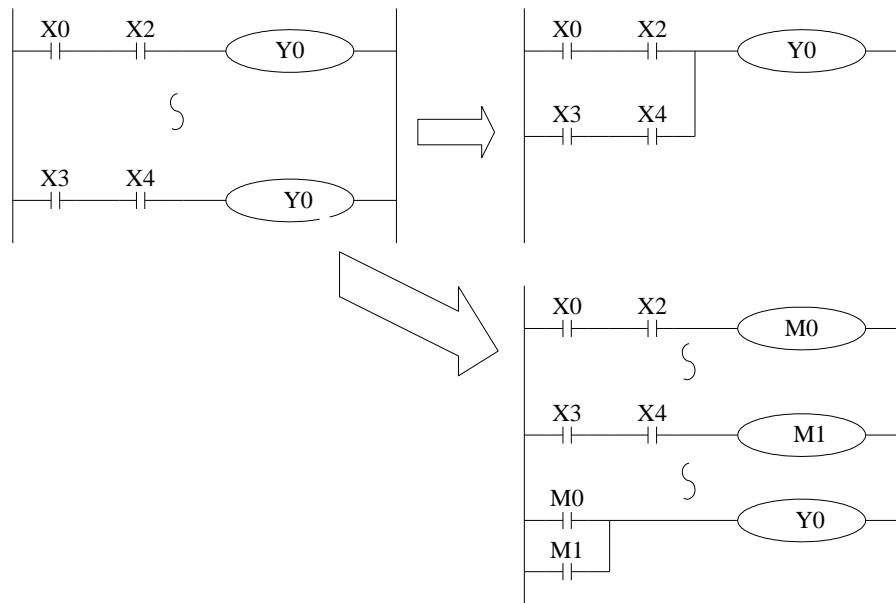 X0 X2 Y0
X3 X4 Y0
X0 X2 Y0
X3 X4
X0 X2 M0
X3 X4 M1
M0 Y0
M1